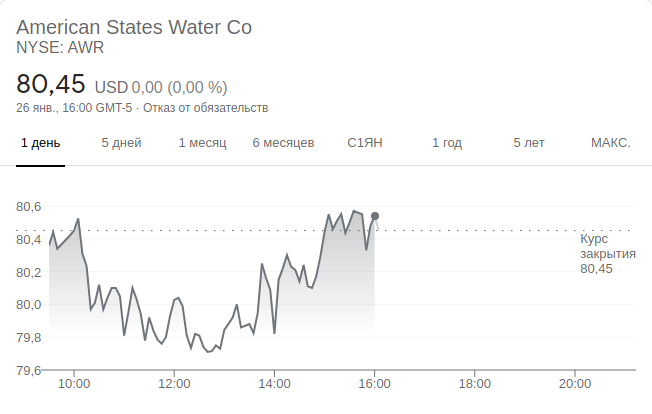 American States Water Co
NYSE: AWR
80,45 USD 0,00 (0,00 %)
26 янв., 16:00 GMT-5 · Отказ от обязательств
1 день 5 дней 1 месяц 6 месяцев С1ЯН 1 год 5 лет МАКС.
80,6
80,4
80,2
80,0
79,8
79,6
Курс
закрытия
80,45
10:00 12:00 14:00 16:00 18:00 20:00